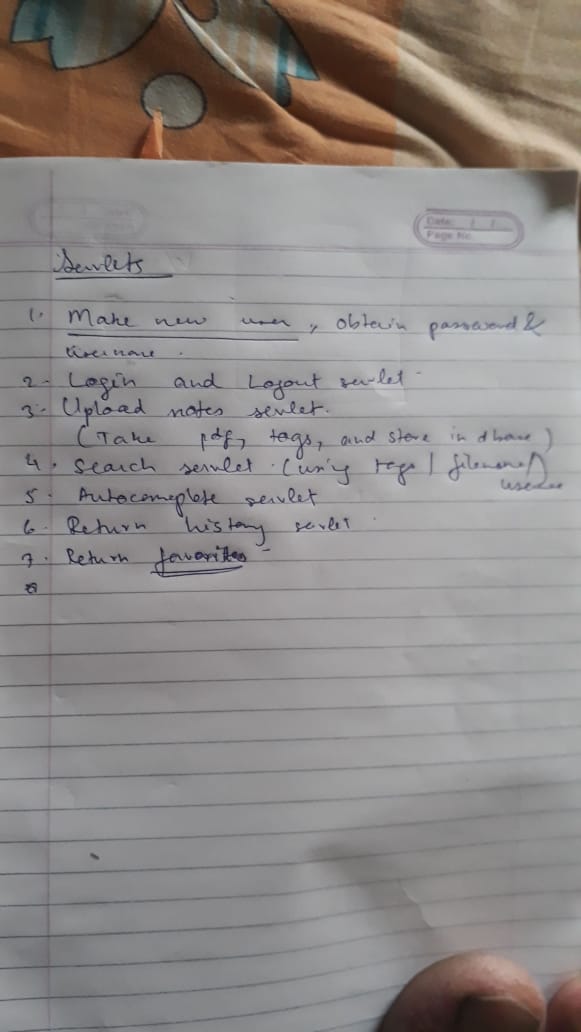 Date: / /
Page No.
Servlets
1. Make new user, obtain password &
username.
2. Login and Logout servlet
3. Upload notes servlet.
(Take pdf, tags, and store in dbase)
4. Search servlet. (using tags / filename /
username
5. Autocomeplete servlet
6. Return history servlet
7. Return favorites